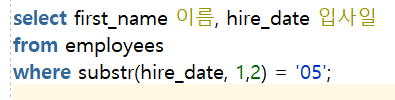 select first_name 이름, hire_date 입사일
from employees
where substr(hire_date, 1,2) = '05';